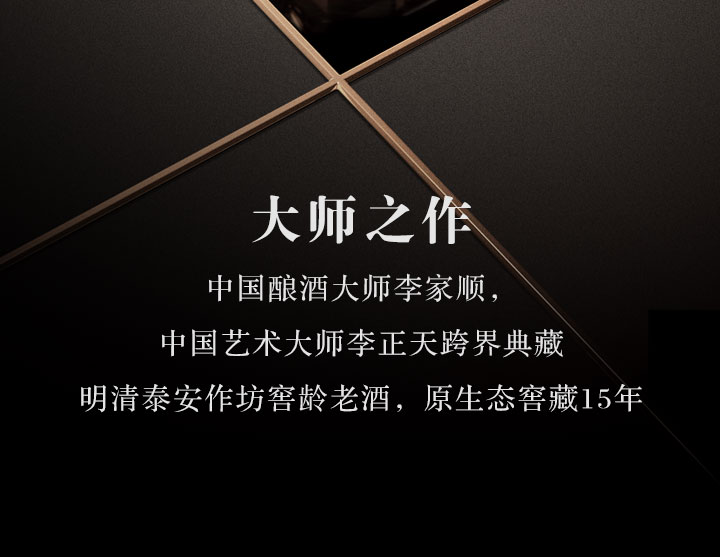 大师之作
中国酿酒大师李家顺，
中国艺术大师李正天跨界典藏
明清泰安作坊窖龄老酒，原生态窖藏15年